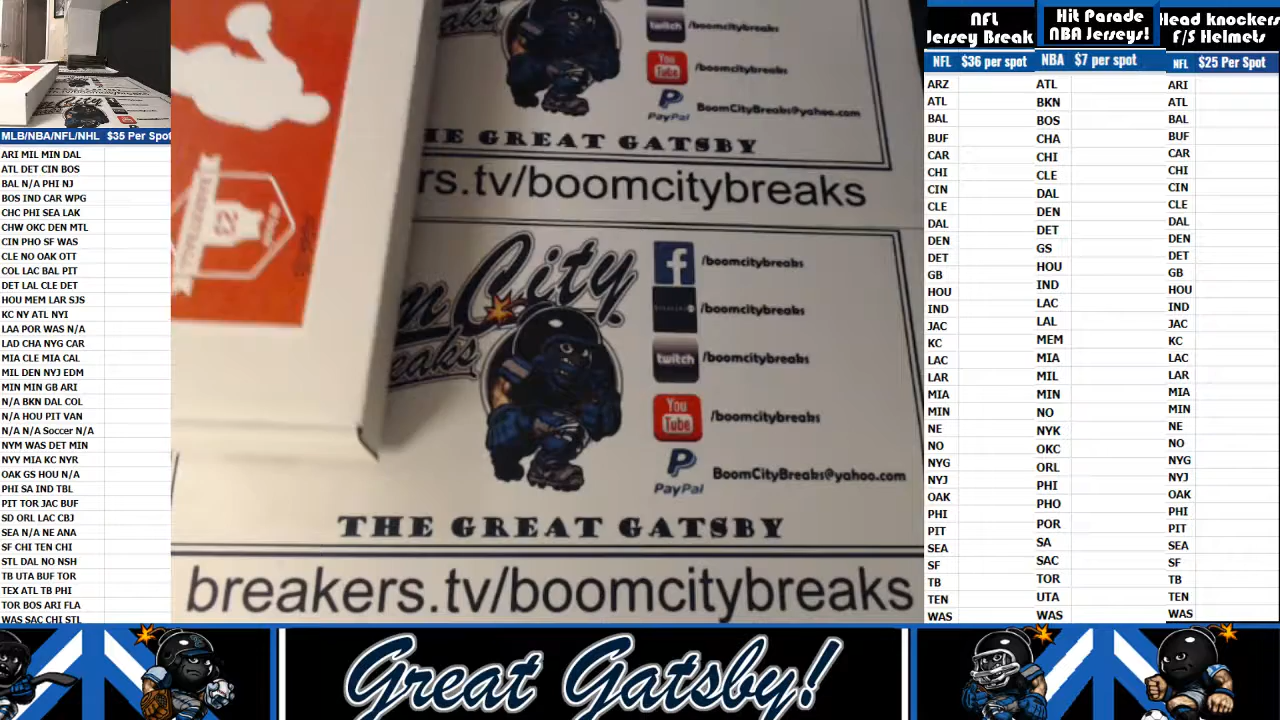 MLB/NBA/NFL/NHL $35 Per Spot
ARI MIL MIN DAL
ATL DET CIN BOS
BAL N/A PHI NJ
BOS IND CAR WPG
CHC PHI SEA LAK
CHW OKC DEN MTL
CIN PHO SF WAS
CLE NO OAK OTT
COL LAC BAL PIT
DET LAL CLE DET
HOU MEM LAR SJS
KC NY ATL NYI
LAA POR WAS N/A
LAD CHA NYG CAR
MIA CLE MIA CAL
MIL DEN NYJ EDM
MIN MIN GB ARI
N/A BKN DAL COL
N/A HOU PIT VAN
N/A N/A Soccer N/A
NYM WAS DET MIN
NYY MIA KC NYR
OAK GS HOU N/A
PHI SA IND TBL
PIT TOR JAC BUF
SD ORL LAC CBJ
SEA N/A NE ANA
SF CHI TEN CHI
STL DAL NO NSH
TB UTA BUF TOR
TEX ATL TB PHI
TOR BOS ARI FLA
WAS SAC CHI STL
23
twitch /boomcitybreaks
You Tube /boomcitybreaks
PayPal BoomCityBreaks@yahoo.com
HE GREAT GATSBY
rs.tv/boomcitybreaks
m City
eaks
/boomcitybreaks
/boomcitybreaks
twitch /boomcitybreaks
You Tube /boomcitybreaks
PayPal BoomCityBreaks@yahoo.com
THE GREAT GATSBY
breakers.tv/boomcitybreaks
Great Gatsby!
NFL
Jersey Break
NFL $36 per spot
ARZ
ATL
BAL
BUF
CAR
CHI
CIN
CLE
DAL
DEN
DET
GB
HOU
IND
JAC
KC
LAC
LAR
MIA
MIN
NE
NO
NYG
NYJ
OAK
PHI
PIT
SEA
SF
TB
TEN
WAS
Hit Parade
NBA Jerseys!
NBA $7 per spot
ATL
BKN
BOS
CHA
CHI
CLE
DAL
DEN
DET
GS
HOU
IND
LAC
LAL
MEM
MIA
MIL
MIN
NO
NYK
OKC
ORL
PHI
PHO
POR
SA
SAC
TOR
UTA
WAS
Head knockers
F/S Helmets
NFL $25 Per Spot
ARI
ATL
BAL
BUF
CAR
CHI
CIN
CLE
DAL
DEN
DET
GB
HOU
IND
JAC
KC
LAC
LAR
MIA
MIN
NE
NO
NYG
NYJ
OAK
PHI
PIT
SEA
SF
TB
TEN
WAS